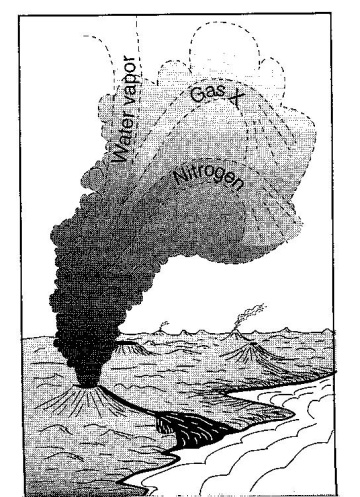 Water vapor
Gas X
Nitrogen